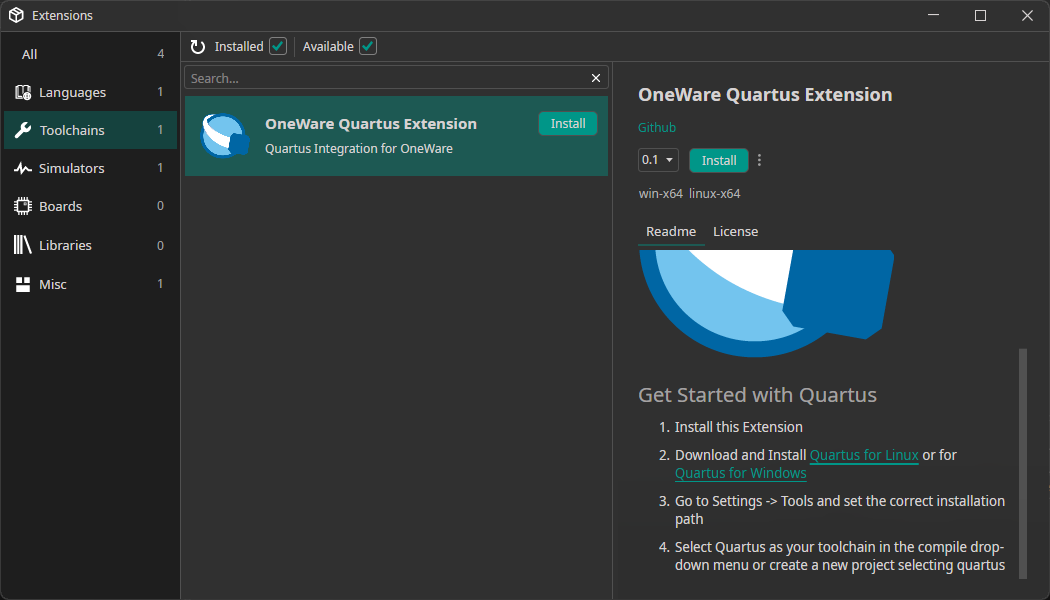 Extensions
All 4
Languages 1
Toolchains 1
Simulators 1
Boards 0
Libraries 0
Misc 1
Installed Available
Search...
OneWare Quartus Extension Install
Quartus Integration for OneWare
OneWare Quartus Extension
Github
0.1 Install
win-x64 linux-x64
Readme License
Get Started with Quartus
1. Install this Extension
2. Download and Install Quartus for Linux or for
Quartus for Windows
3. Go to Settings -> Tools and set the correct installation
path
4. Select Quartus as your toolchain in the compile drop-
down menu or create a new project selecting quartus